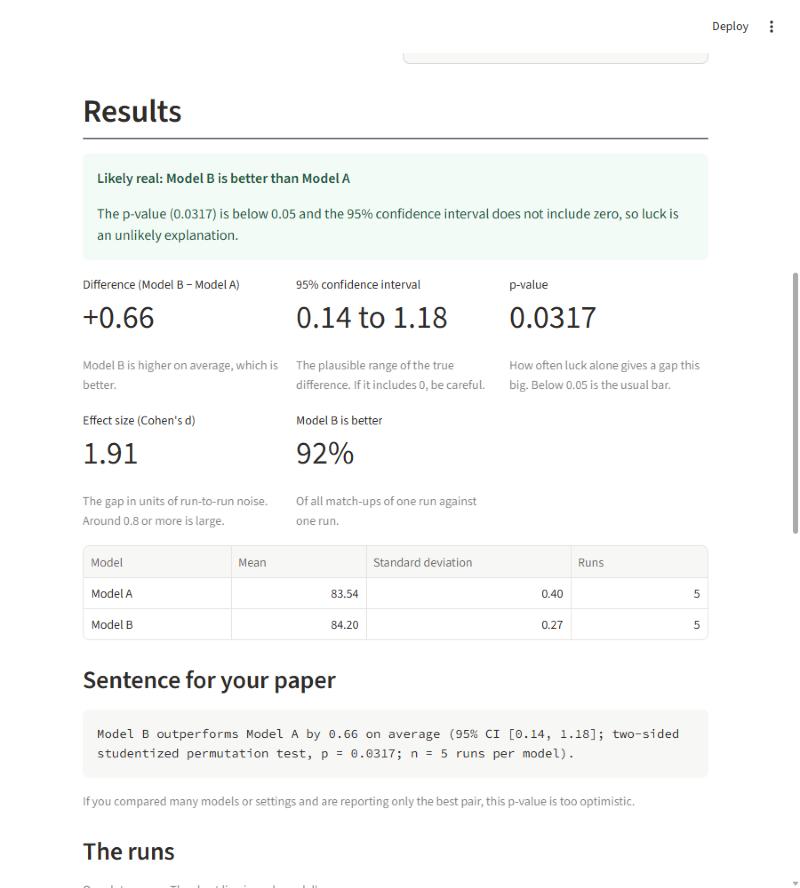 Deploy
Results
Likely real: Model B is better than Model A
The p-value (0.0317) is below 0.05 and the 95% confidence interval does not include zero, so luck is
an unlikely explanation.
Difference (Model B − Model A)
+0.66
Model B is higher on average, which is
better.
95% confidence interval
0.14 to 1.18
The plausible range of the true
difference. If it includes 0, be careful.
p-value
0.0317
How often luck alone gives a gap this
big. Below 0.05 is the usual bar.
Effect size (Cohen's d)
1.91
The gap in units of run-to-run noise.
Around 0.8 or more is large.
Model B is better
92%
Of all match-ups of one run against
one run.
Model Mean Standard deviation Runs
Model A 83.54 0.40 5
Model B 84.20 0.27 5
Sentence for your paper
Model B outperforms Model A by 0.66 on average (95% CI [0.14, 1.18]; two-sided
studentized permutation test, p = 0.0317; n = 5 runs per model).
If you compared many models or settings and are reporting only the best pair, this p-value is too optimistic.
The runs